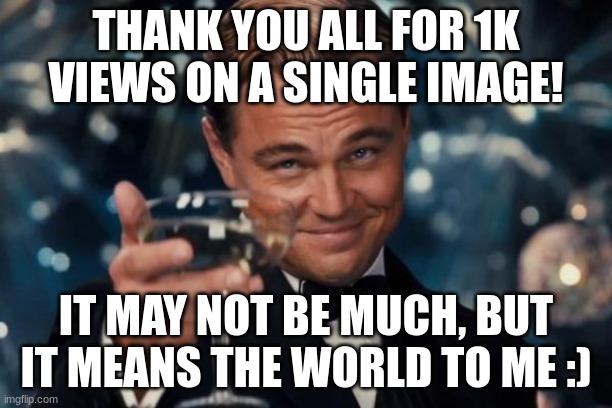 THANK YOU ALL FOR 1K
VIEWS ON A SINGLE IMAGE!
IT MAY NOT BE MUCH, BUT
IT MEANS THE WORLD TO ME :)
imgflip.com